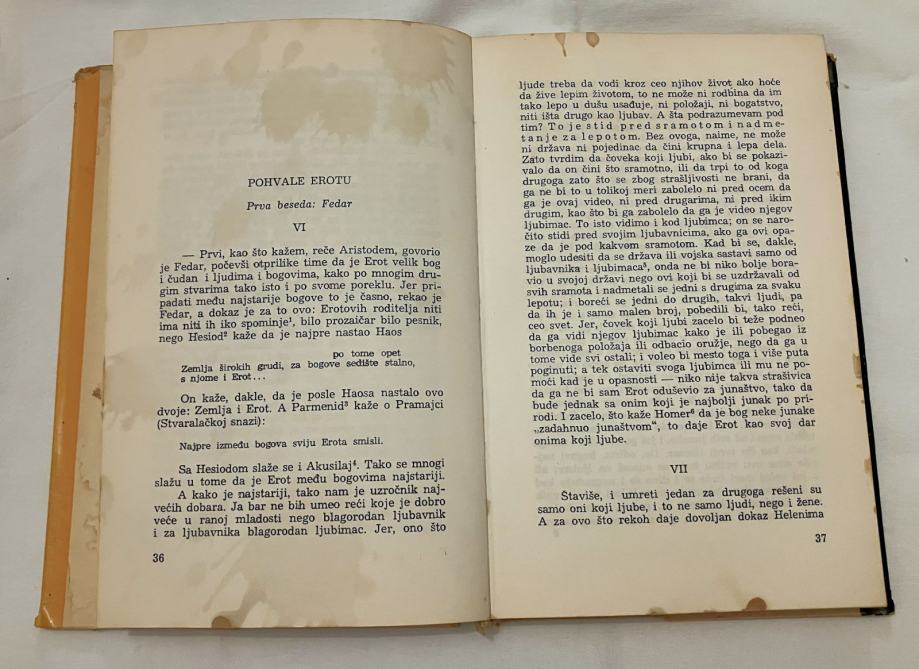 POHVALE EROTU
Prva beseda: Fedar
VI
— Prvi, kao što kažem, reče Aristodem, govorio
je Fedar, počevši otprilike time da je Erot velik bog
i čudan i ljudima i bogovima, kako po mnogim dru-
gim stvarima tako isto i po svome poreklu. Jer pri-
padati među najstarije bogove to je časno, rekao je
Fedar, a dokaz je za to ovo: Erotovih roditelja niti
ima niti ih iko spominje¹, bilo prozaičar bilo pesnik,
nego Hesiod² kaže da je najpre nastao Haos
po tome opet
Zemlja širokih grudi, za bogove sedište stalno,
s njome i Erot...
On kaže, dakle, da je posle Haosa nastalo ovo
dvoje: Zemlja i Erot. A Parmenid³ kaže o Pramajci
(Stvaralačkoj snazi):
Najpre između bogova sviju Erota smisli.
Sa Hesiodom slaže se i Akusilaj⁴. Tako se mnogi
slažu u tome da je Erot među bogovima najstariji.
A kako je najstariji, tako nam je uzročnik naj-
većih dobara. Ja bar ne bih umeo reći koje je dobro
veće u ranoj mladosti nego blagorodan ljubavnik
i za ljubavnika blagorodan ljubimac. Jer, ono što
36
ljude treba da vodi kroz ceo njihov život ako hoće
da žive lepim životom, to ne može ni rodbina da im
tako lepo u dušu usađuje, ni položaji, ni bogatstvo,
niti išta drugo kao ljubav. A šta podrazumevam pod
tim? To je stid pred sramotom i nadme-
tanje za lepotom. Bez ovoga, naime, ne može
ni država ni pojedinac da čini krupna i lepa dela.
Zato tvrdim da čoveka koji ljubi, ako bi se pokazi-
valo da on čini što sramotno, ili da trpi to od koga
drugoga zato što se zbog strašljivosti ne brani, da
ga ne bi to u tolikoj meri zabolelo ni pred ocem da
ga je ovaj video, ni pred drugarima, ni pred ikim
drugim, kao što bi ga zabolelo da ga je video njegov
ljubimac. To isto vidimo i kod ljubimca; on se naro-
čito stidi pred svojim ljubavnicima, ako ga ovi opa-
ze da je pod kakvom sramotom. Kad bi se, dakle,
moglo udesiti da se država ili vojska sastavi samo od
ljubavnika i ljubimaca⁵, onda ne bi niko bolje bora-
vio u svojoj državi nego ovi koji bi se uzdržavali od
svih sramota i nadmetali se jedni s drugima za svaku
lepotu; i boreći se jedni do drugih, takvi ljudi, pa
da ih je i samo malen broj, pobedili bi, tako reći,
ceo svet. Jer, čovek koji ljubi zacelo bi teže podneo
da ga vidi njegov ljubimac kako je ili pobegao iz
borbenoga položaja ili odbacio oružje, nego da ga u
tome vide svi ostali; i voleo bi mesto toga i više puta
poginuti; a tek ostaviti svoga ljubimca ili mu ne po-
moći kad je u opasnosti — niko nije takva strašivica
da ga ne bi sam Erot oduševio za junaštvo, tako da
bude jednak sa onim koji je najbolji junak po pri-
rodi. I zacelo, što kaže Homer⁶ da je bog neke junake
„zadahnuo junaštvom“, to daje Erot kao svoj dar
onima koji ljube.
VII
Štaviše, i umreti jedan za drugoga rešeni su
samo oni koji ljube, i to ne samo ljudi, nego i žene.
A za ovo što rekoh daje dovoljan dokaz Helenima
37